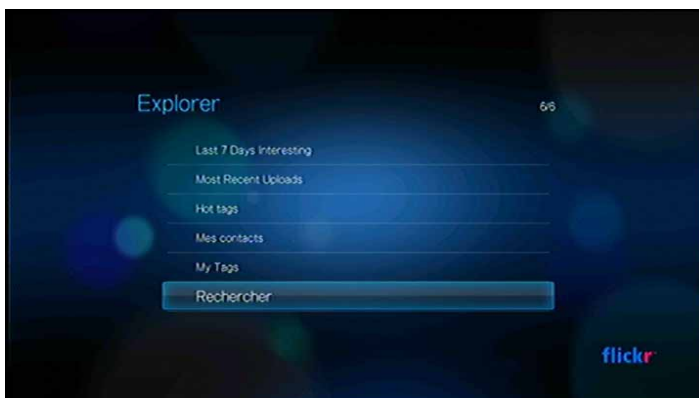 Explorer
6/6
Last 7 Days Interesting
Most Recent Uploads
Hot tags
Mes contacts
My Tags
Rechercher
flickr